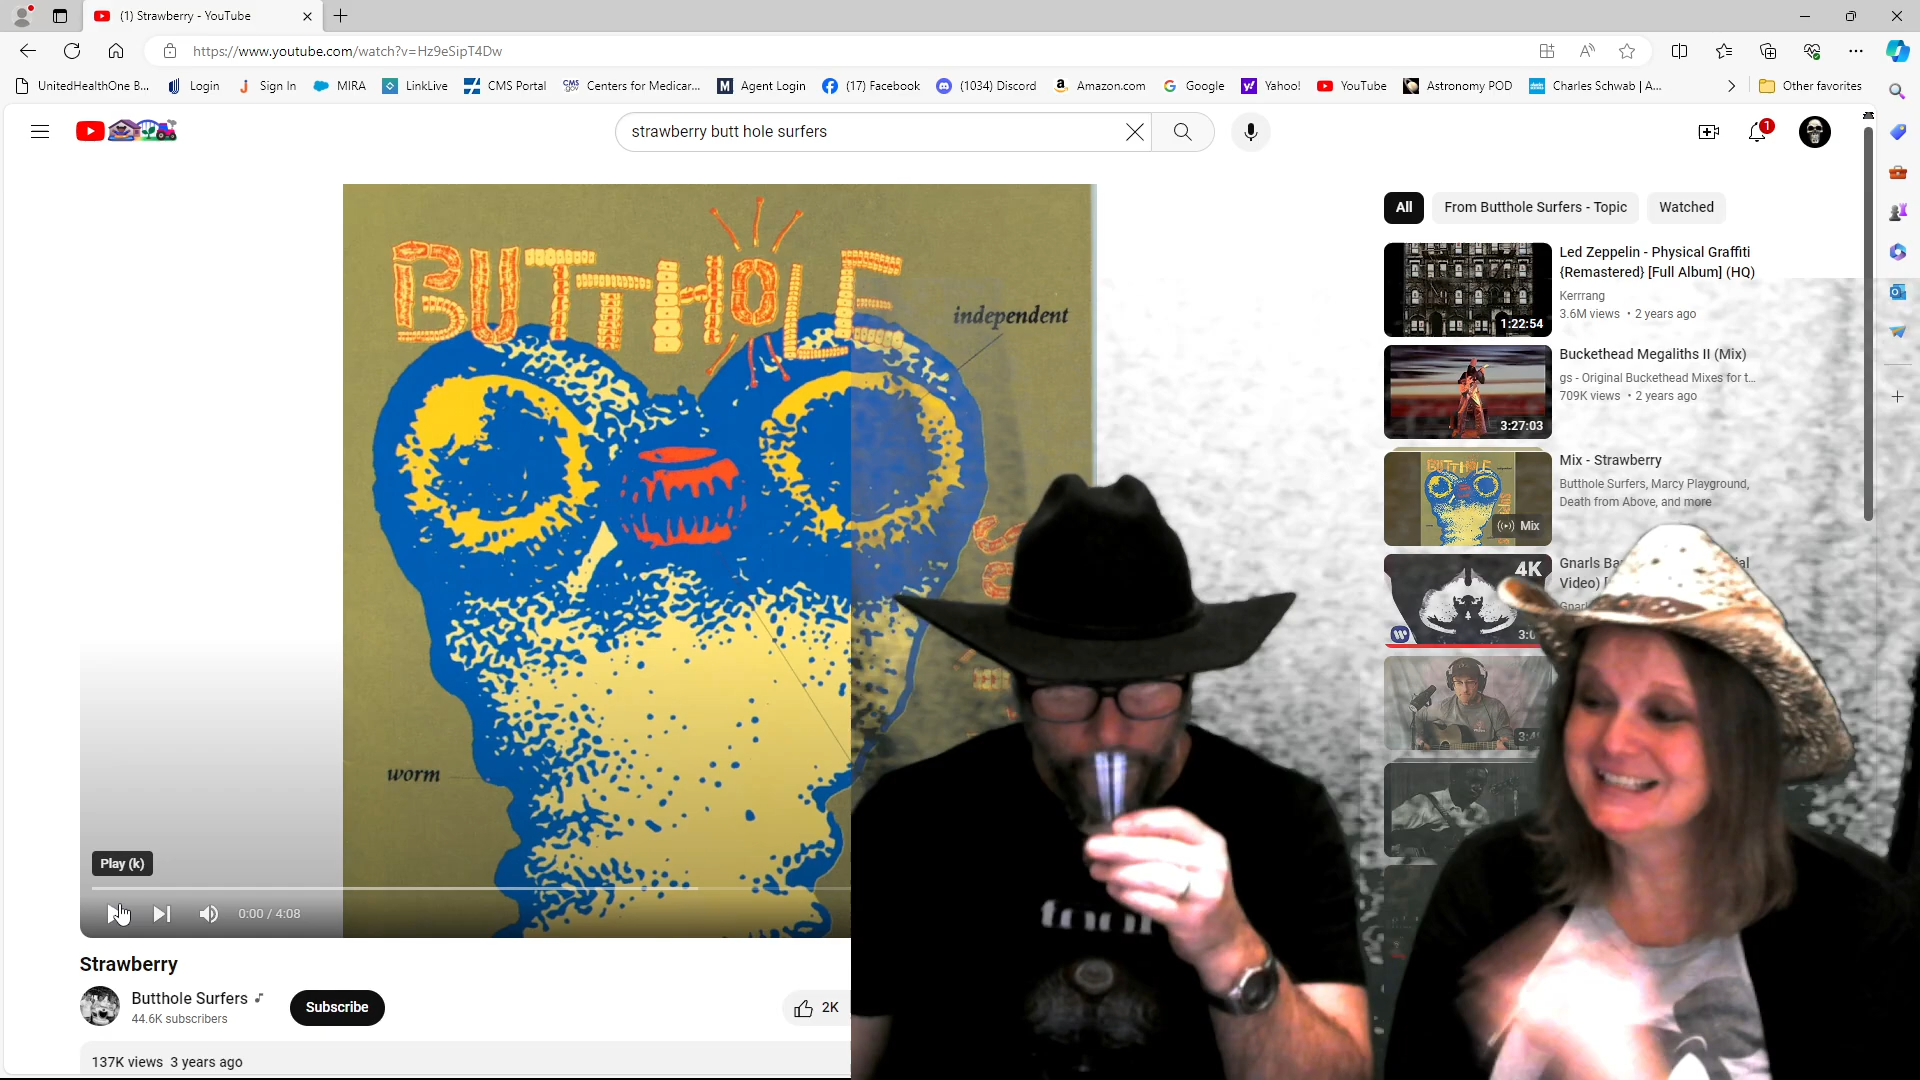 (1) Strawberry - YouTube
https://www.youtube.com/watch?v=Hz9eSipT4Dw
UnitedHealthOne B...
Login
Sign In
MIRA
LinkLive
CMS Portal
CMS
Centers for Medicar...
M
Agent Login
(17) Facebook
(1034) Discord
Amazon.com
Google
Yahoo!
YouTube
Astronomy POD
Charles Schwab | A...
Other favorites
strawberry butt hole surfers
1
All
From Butthole Surfers - Topic
Watched
BUTTHOLE
independent
worm
Led Zeppelin - Physical Graffiti
{Remastered} [Full Album] (HQ)
Kerrrang
3.6M views • 2 years ago
1:22:54
Buckethead Megaliths II (Mix)
gs - Original Buckethead Mixes for t...
709K views • 2 years ago
3:27:03
Mix - Strawberry
Butthole Surfers, Marcy Playground,
Death from Above, and more
Mix
4K
Gnarls
Video)
Play (k)
0:00 / 4:08
Strawberry
Butthole Surfers
44.6K subscribers
Subscribe
2K
137K views 3 years ago